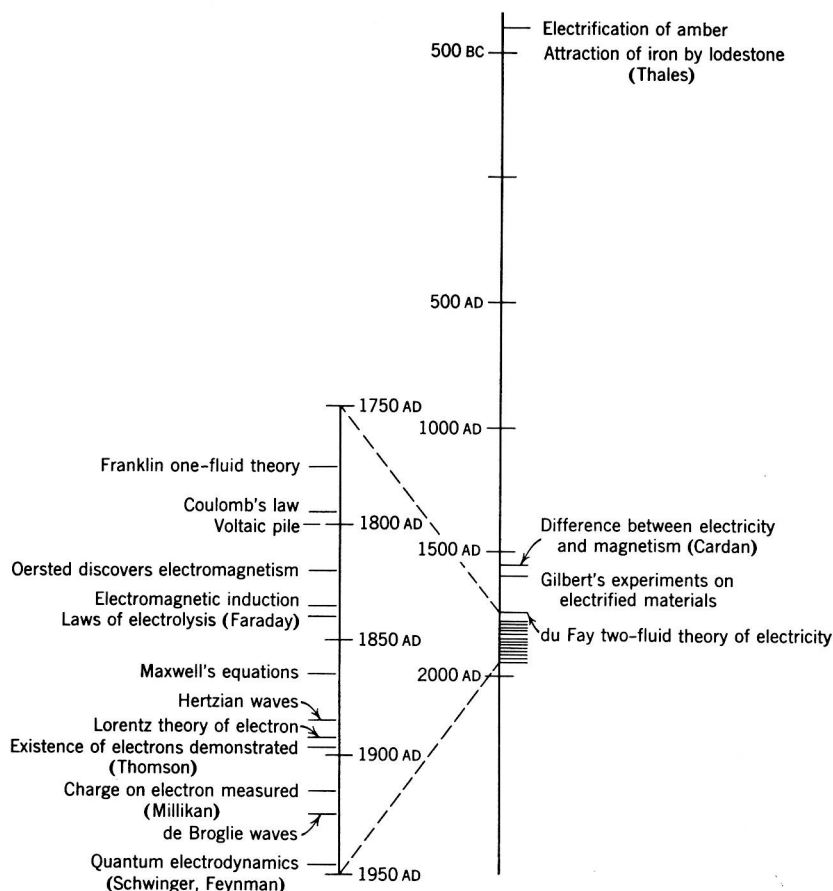 Electrification of amber
500 BC
Attraction of iron by lodestone
(Thales)
500 AD
1000 AD
1500 AD
Difference between electricity
and magnetism (Cardan)
Gilbert's experiments on
electrified materials
du Fay two-fluid theory of electricity
2000 AD
1750 AD
Franklin one-fluid theory
Coulomb's law
Voltaic pile
1800 AD
Oersted discovers electromagnetism
Electromagnetic induction
Laws of electrolysis (Faraday)
1850 AD
Maxwell's equations
Hertzian waves
Lorentz theory of electron
Existence of electrons demonstrated
(Thomson)
1900 AD
Charge on electron measured
(Millikan)
de Broglie waves
Quantum electrodynamics
(Schwinger, Feynman)
1950 AD